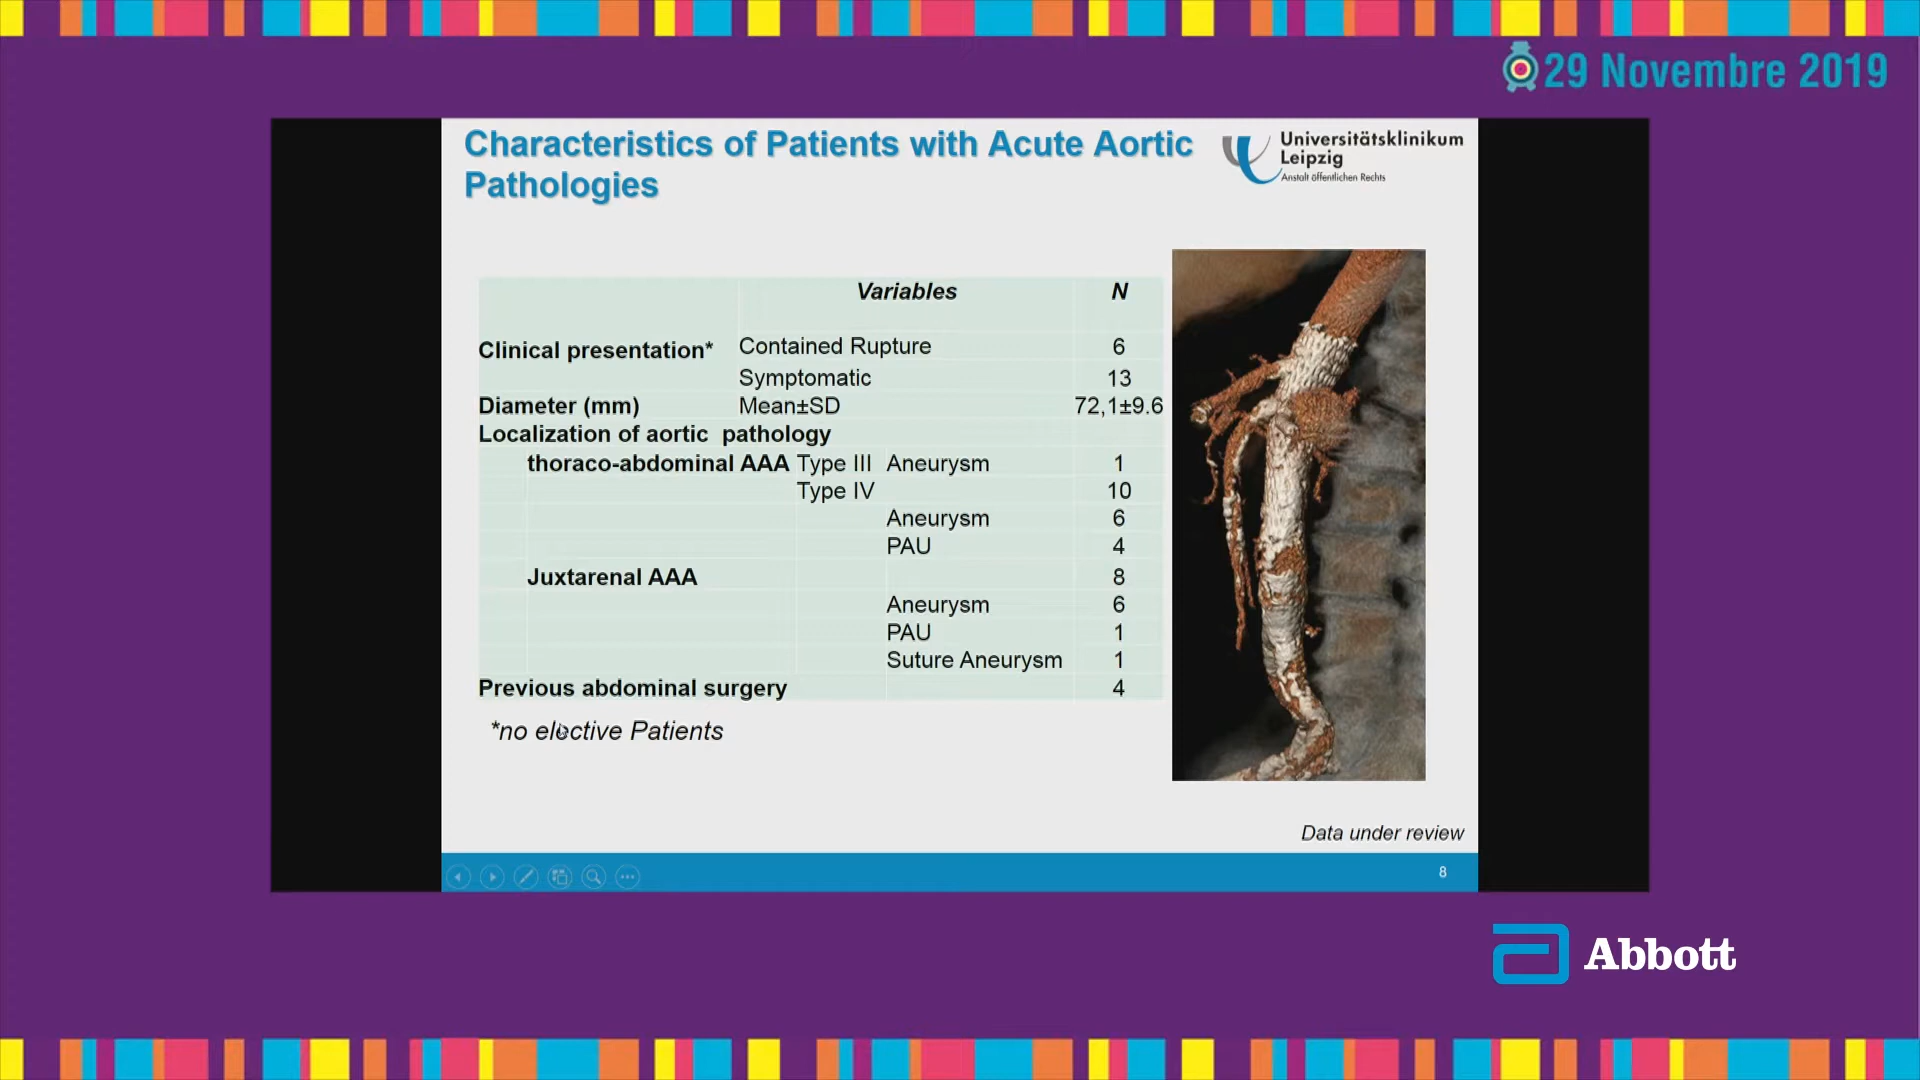 29 Novembre 2019
Characteristics of Patients with Acute Aortic
Pathologies
Universitätsklinikum
Leipzig
Anstalt öffentlichen Rechts
Variables N
Clinical presentation* Contained Rupture 6
Symptomatic 13
Diameter (mm) Mean±SD 72,1±9.6
Localization of aortic pathology
thoraco-abdominal AAA Type III Aneurysm 1
Type IV 10
Aneurysm 6
PAU 4
Juxtarenal AAA 8
Aneurysm 6
PAU 1
Suture Aneurysm 1
Previous abdominal surgery 4
*no elective Patients
Data under review
8
Abbott